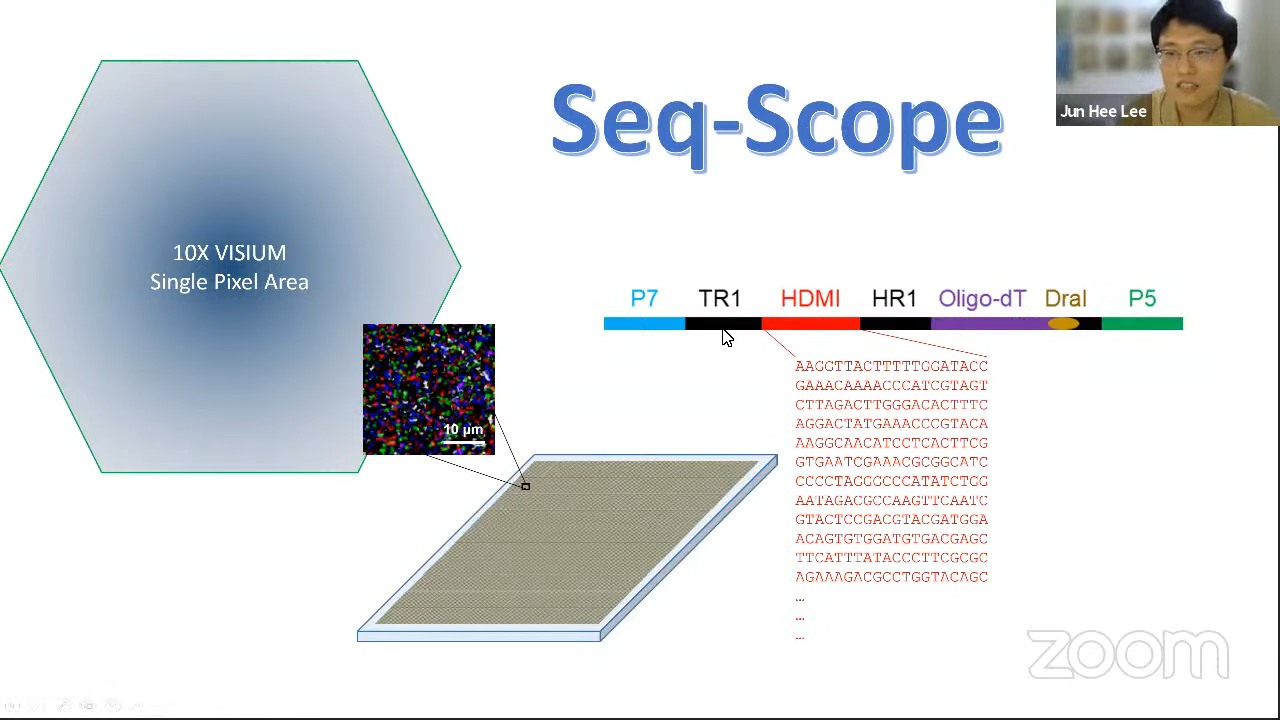 Seq-Scope
Jun Hee Lee
10X VISIUM
Single Pixel Area
P7 TR1 HDMI HR1 Oligo-dT DraI P5
10 µm
AAGGTTACTTTTTGGATACC
GAAACAAAACCCATCGTAGT
CTTAGACTTGGGACACTTTC
AGGACTATGAAACCCGTACA
AAGGCAACATCCTCACTTCG
GTGAATCGAAACGCGGCATC
CCCCTAGGGCCCATATCTGG
AATAGACGCCAAGTTCAATC
GTACTCCGACGTACGATGGA
ACAGTGTGGATGTGACGAGC
TTCATTTATACCCTTCGCGC
AGAAAGACGCCTGGTACAGC
…
…
…
zoom